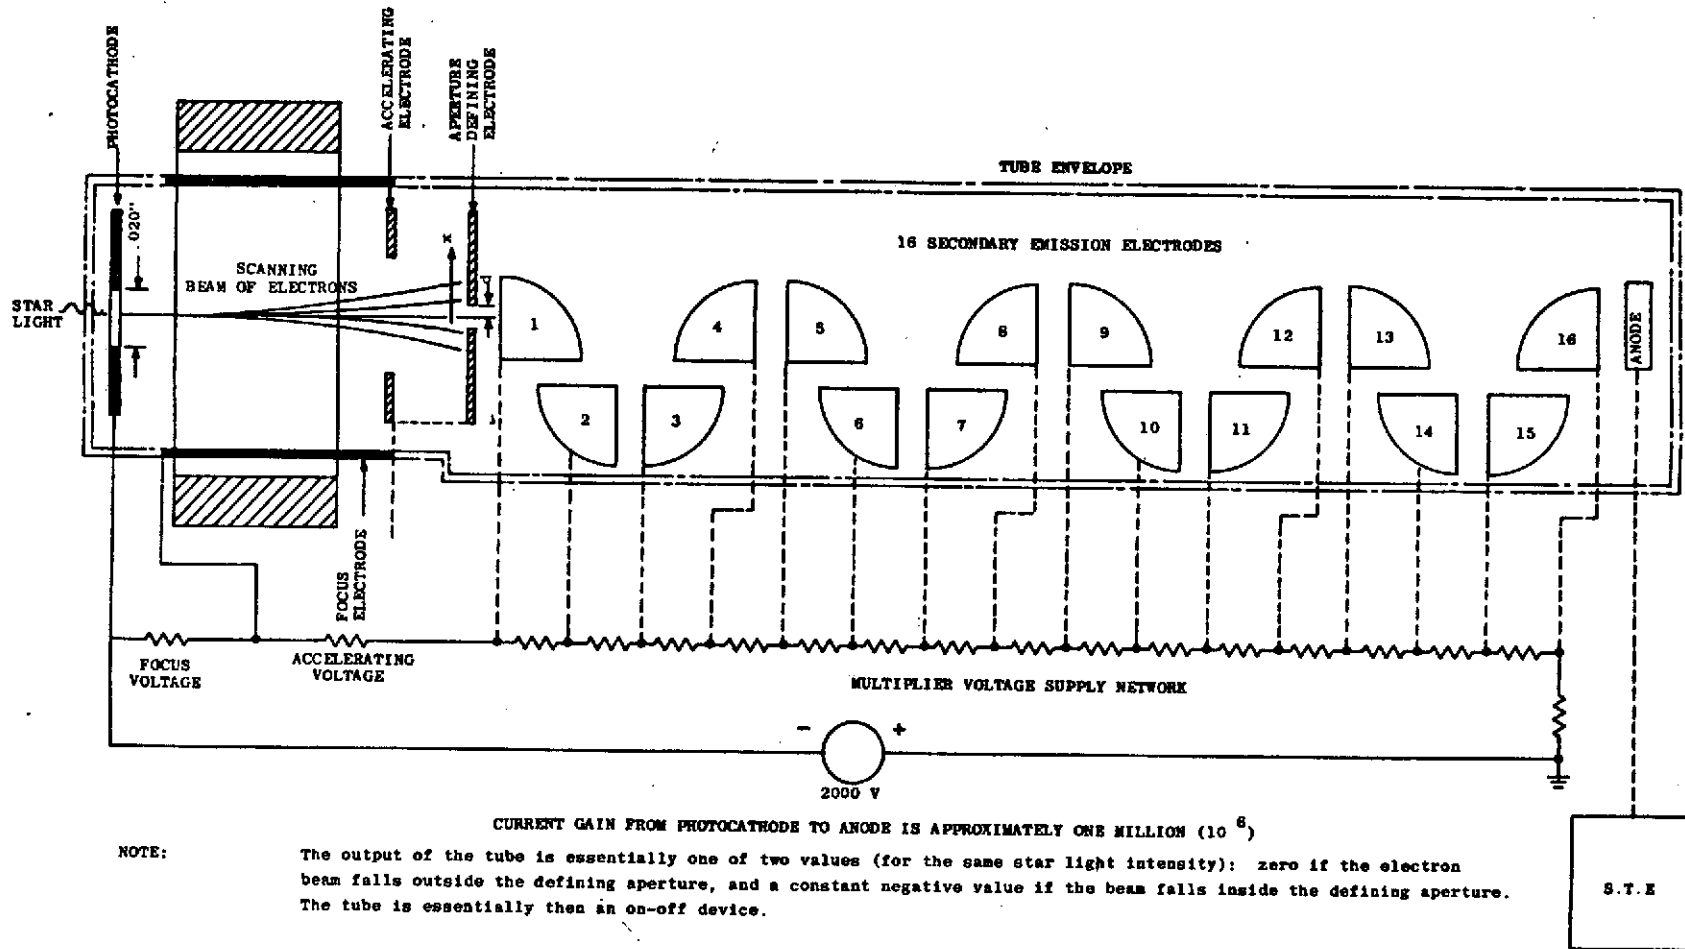 PHOTOCATHODE
ACCELERATING
ELECTRODE
APERTURE
DEFINING
ELECTRODE
TUBE ENVELOPE
.020"
x
d
16 SECONDARY EMISSION ELECTRODES
SCANNING
BEAM OF ELECTRONS
STAR
LIGHT
1
4
5
8
9
12
13
16
ANODE
2
3
6
7
10
11
14
15
FOCUS
ELECTRODE
FOCUS
VOLTAGE
ACCELERATING
VOLTAGE
MULTIPLIER VOLTAGE SUPPLY NETWORK
- +
2000 V
CURRENT GAIN FROM PHOTOCATHODE TO ANODE IS APPROXIMATELY ONE MILLION (10 6)
NOTE: The output of the tube is essentially one of two values (for the same star light intensity): zero if the electron
beam falls outside the defining aperture, and a constant negative value if the beam falls inside the defining aperture.
The tube is essentially then an on-off device.
S.T.E